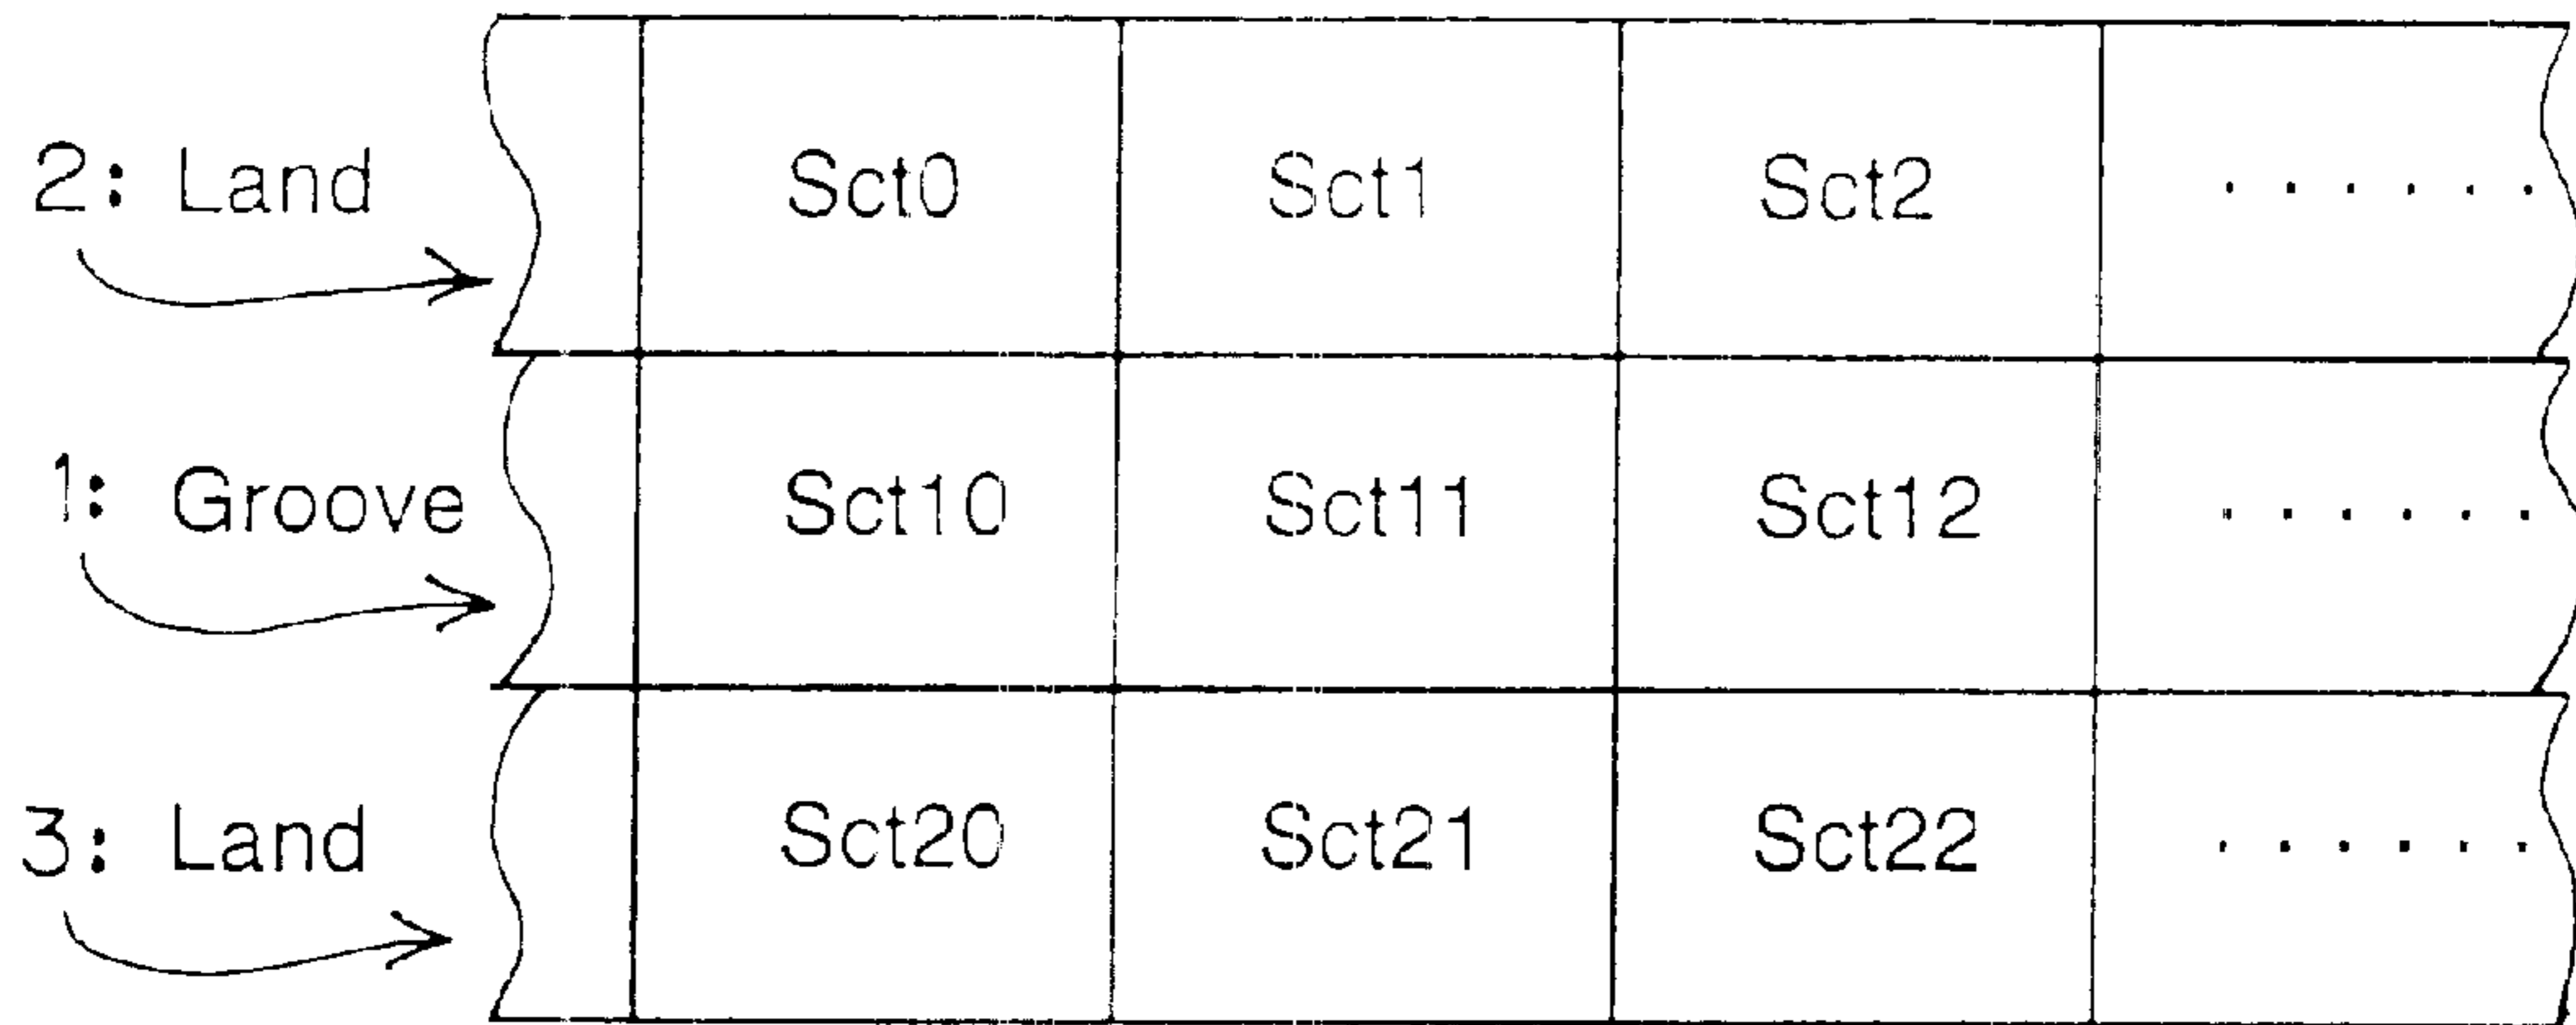 2: Land Sct0 Sct1 Sct2 ......
1: Groove Sct10 Sct11 Sct12 ......
3: Land Sct20 Sct21 Sct22 ......